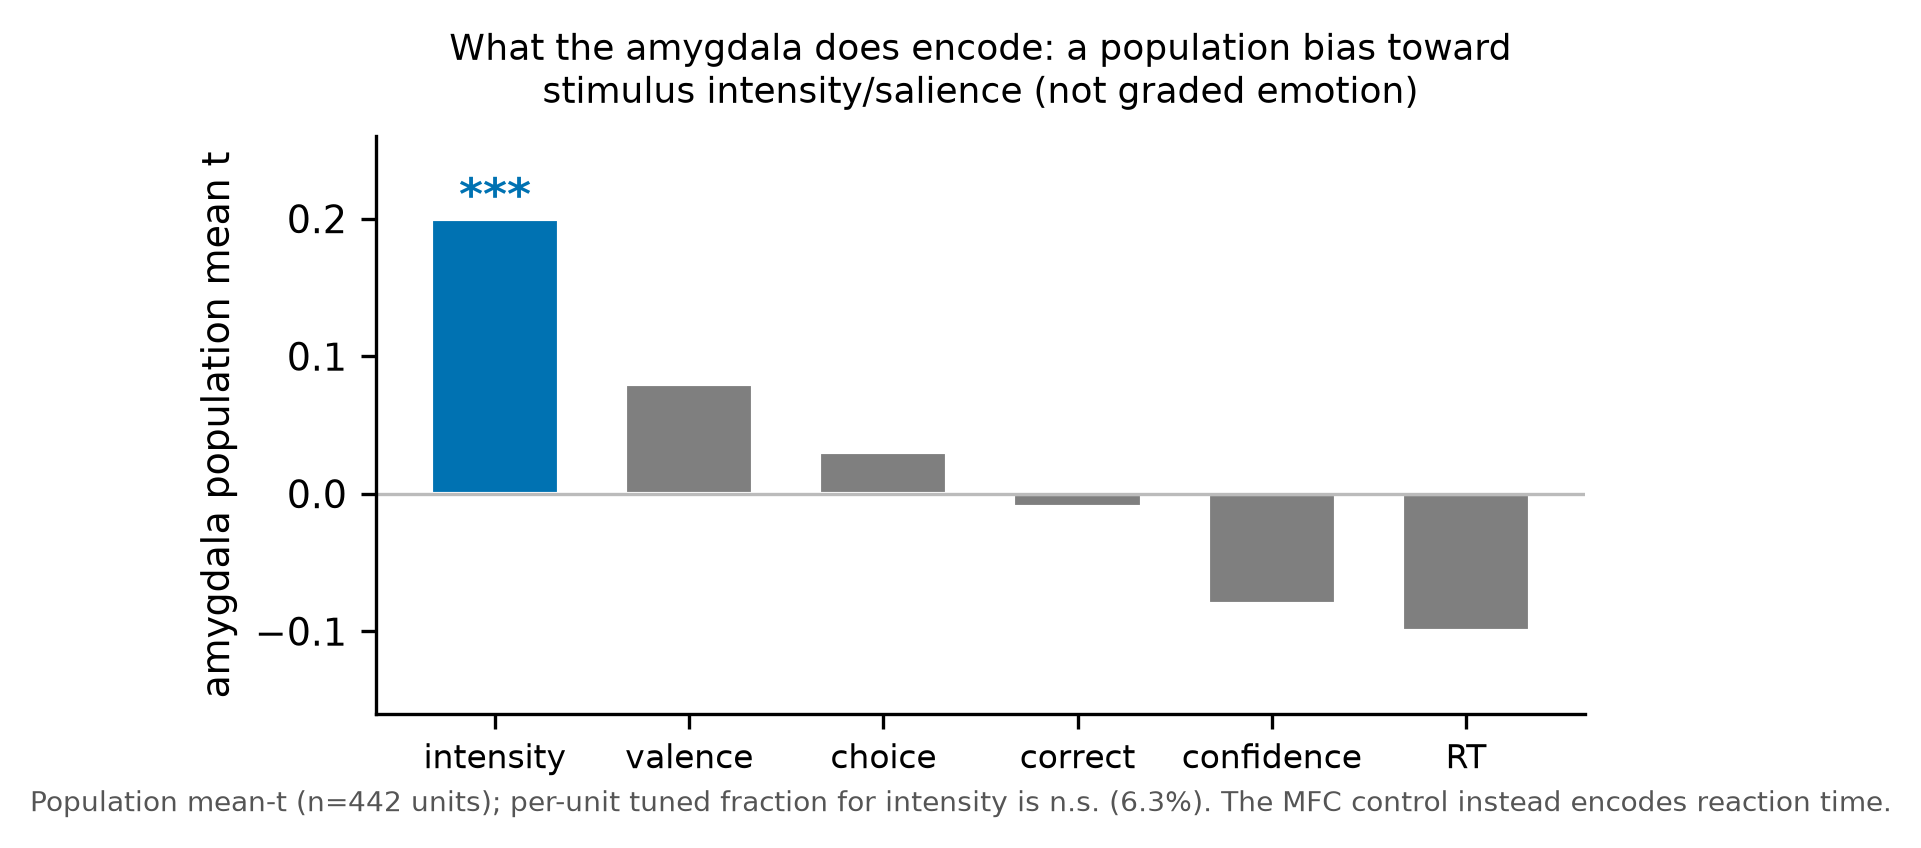 What the amygdala does encode: a population bias toward
stimulus intensity/salience (not graded emotion)
amygdala population mean t
***
0.2
0.1
0.0
−0.1
intensity
valence
choice
correct
confidence
RT
Population mean-t (n=442 units); per-unit tuned fraction for intensity is n.s. (6.3%). The MFC control instead encodes reaction time.